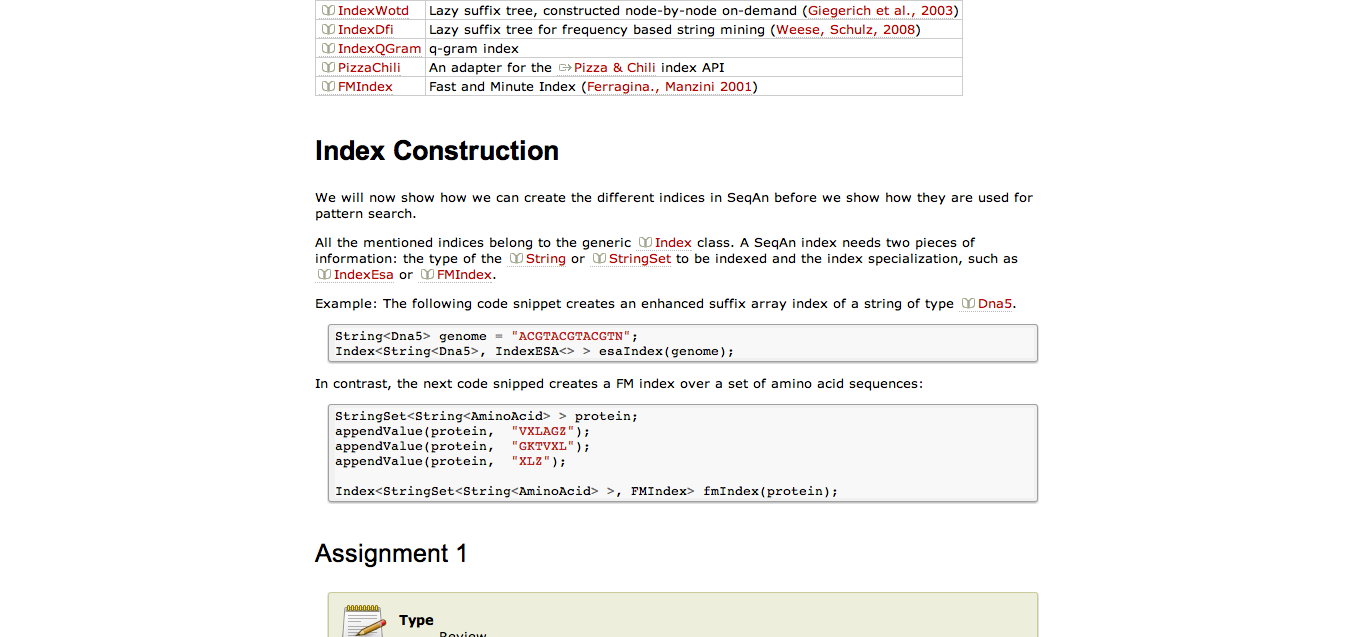 IndexWotd Lazy suffix tree, constructed node-by-node on-demand (Giegerich et al., 2003)
IndexDfi Lazy suffix tree for frequency based string mining (Weese, Schulz, 2008)
IndexQGram q-gram index
PizzaChili An adapter for the Pizza & Chili index API
FMIndex Fast and Minute Index (Ferragina., Manzini 2001)
Index Construction
We will now show how we can create the different indices in SeqAn before we show how they are used for
pattern search.
All the mentioned indices belong to the generic Index class. A SeqAn index needs two pieces of
information: the type of the String or StringSet to be indexed and the index specialization, such as
IndexEsa or FMIndex.
Example: The following code snippet creates an enhanced suffix array index of a string of type Dna5.
String<Dna5> genome = "ACGTACGTACGTN";
Index<String<Dna5>, IndexESA<> > esaIndex(genome);
In contrast, the next code snipped creates a FM index over a set of amino acid sequences:
StringSet<String<AminoAcid> > protein;
appendValue(protein, "VXLAGZ");
appendValue(protein, "GKTVXL");
appendValue(protein, "XLZ");
Index<StringSet<String<AminoAcid> >, FMIndex> fmIndex(protein);
Assignment 1
Type
Review